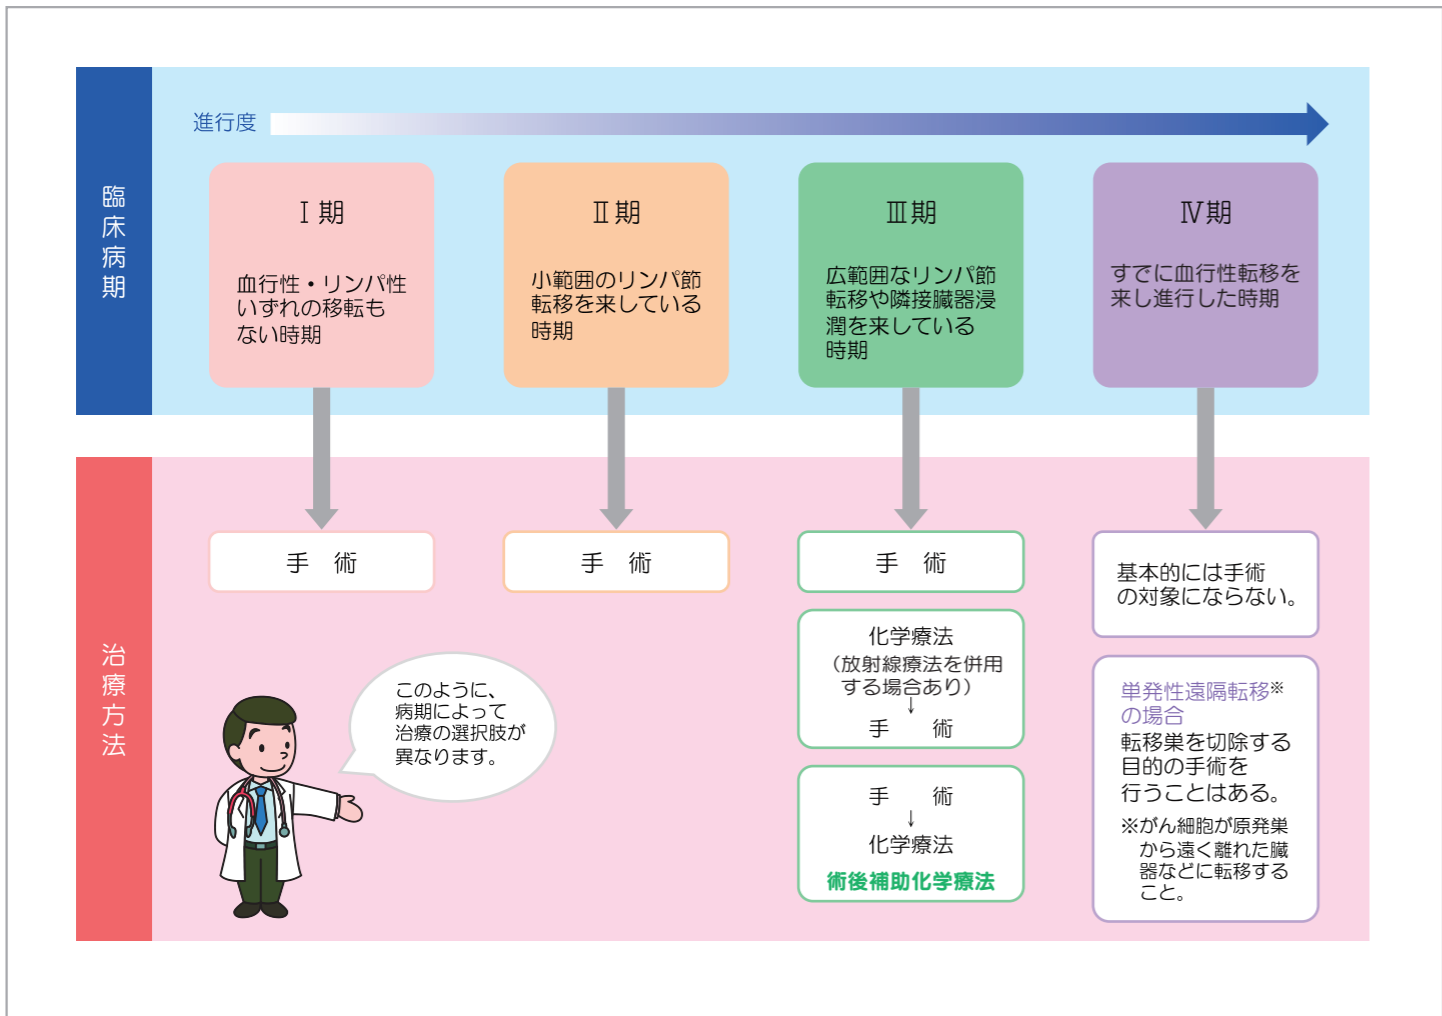 臨床病期
進行度
Ⅰ期
血行性・リンパ性
いずれの移転も
ない時期
Ⅱ期
小範囲のリンパ節
転移を来している
時期
Ⅲ期
広範囲なリンパ節
転移や隣接臓器浸
潤を来している
時期
Ⅳ期
すでに血行性転移を
来し進行した時期
治療方法
手　術
手　術
手　術
化学療法
（放射線療法を併用
する場合あり）
↓
手　術
手　術
↓
化学療法
術後補助化学療法
基本的には手術
の対象にならない。
単発性遠隔転移※
の場合
転移巣を切除する
目的の手術を
行うことはある。
※がん細胞が原発巣
から遠く離れた臓
器などに転移する
こと。
このように、
病期によって
治療の選択肢が
異なります。